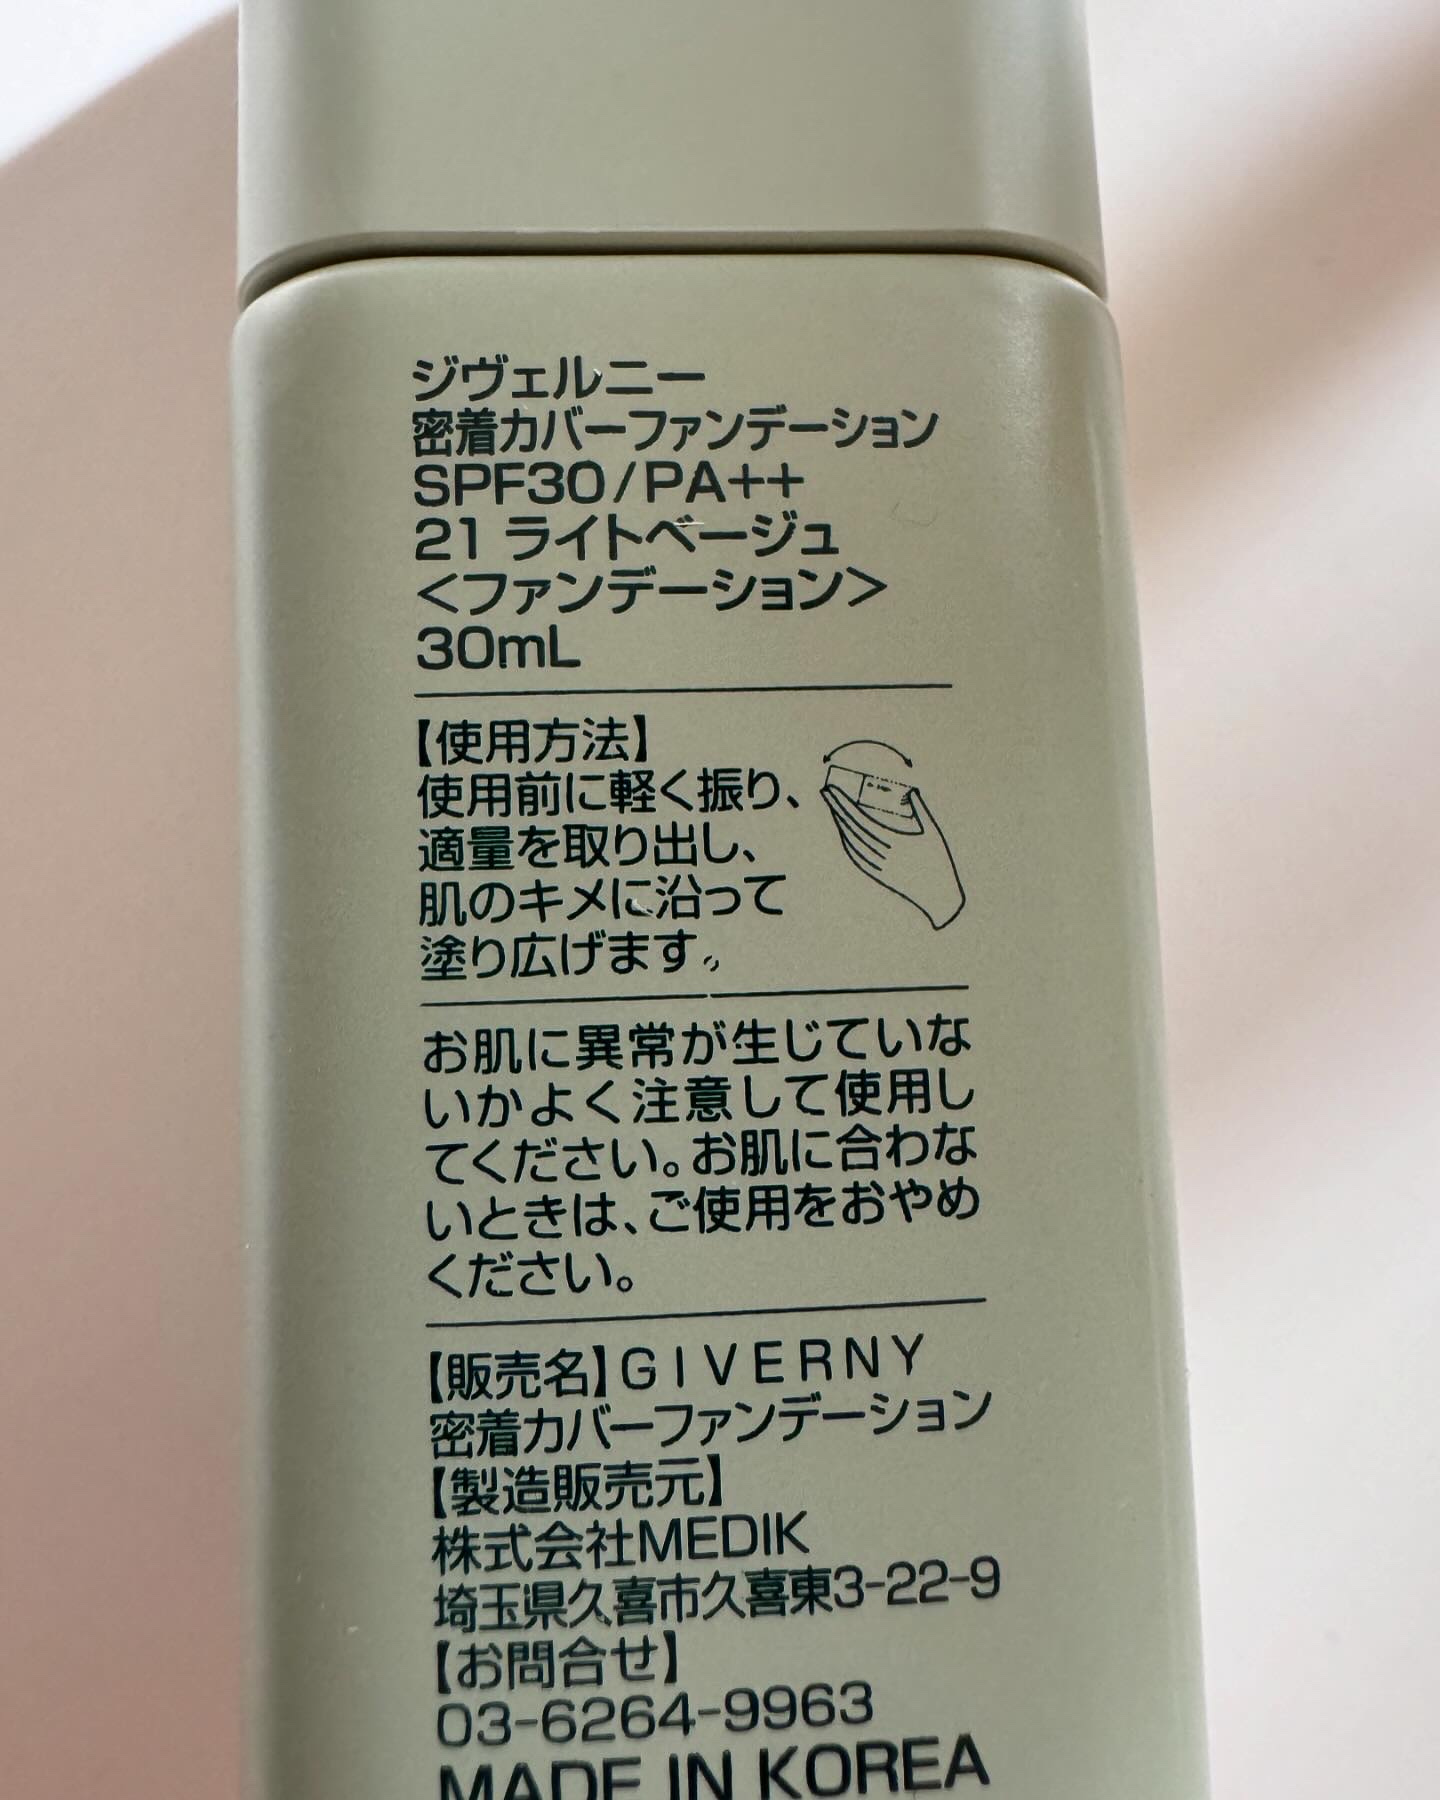 ジヴェルニー
密着カバーファンデーション
SPF30/PA++
21 ライトベージュ
<ファンデーション>
30mL
【使用方法】
使用前に軽く振り、
適量を取り出し、
肌のキメに沿って
塗り広げます。
お肌に異常が生じていな
いかよく注意して使用し
てください。お肌に合わな
いときは、ご使用をおやめ
ください。
【販売名】GIVERNY
密着カバーファンデーション
【製造販売元】
株式会社MEDIK
埼玉県久喜市久喜東3-22-9
【お問合せ】
03-6264-9963
MADE IN KOREA